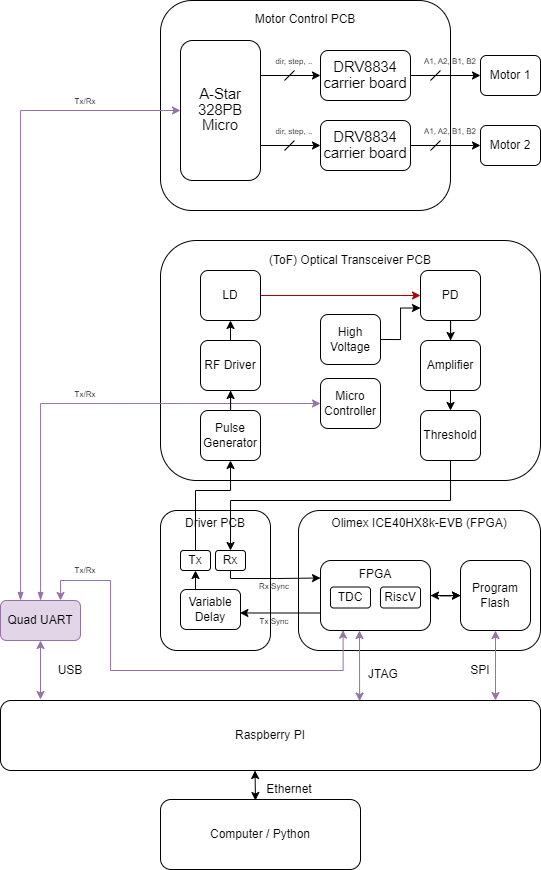 Motor Control PCB
A-Star
328PB
Micro
dir, step, ..
DRV8834
carrier board
A1, A2, B1, B2
Motor 1
Tx/Rx
dir, step, ..
DRV8834
carrier board
A1, A2, B1, B2
Motor 2
(ToF) Optical Transceiver PCB
LD
PD
High
Voltage
RF Driver
Amplifier
Tx/Rx
Micro
Controller
Pulse
Generator
Threshold
Driver PCB
Olimex ICE40HX8k-EVB (FPGA)
Tx
Rx
Tx/Rx
FPGA
Rx Sync
TDC
RiscV
Program
Flash
Variable
Delay
Tx Sync
Quad UART
USB
JTAG
SPI
Raspberry PI
Ethernet
Computer / Python